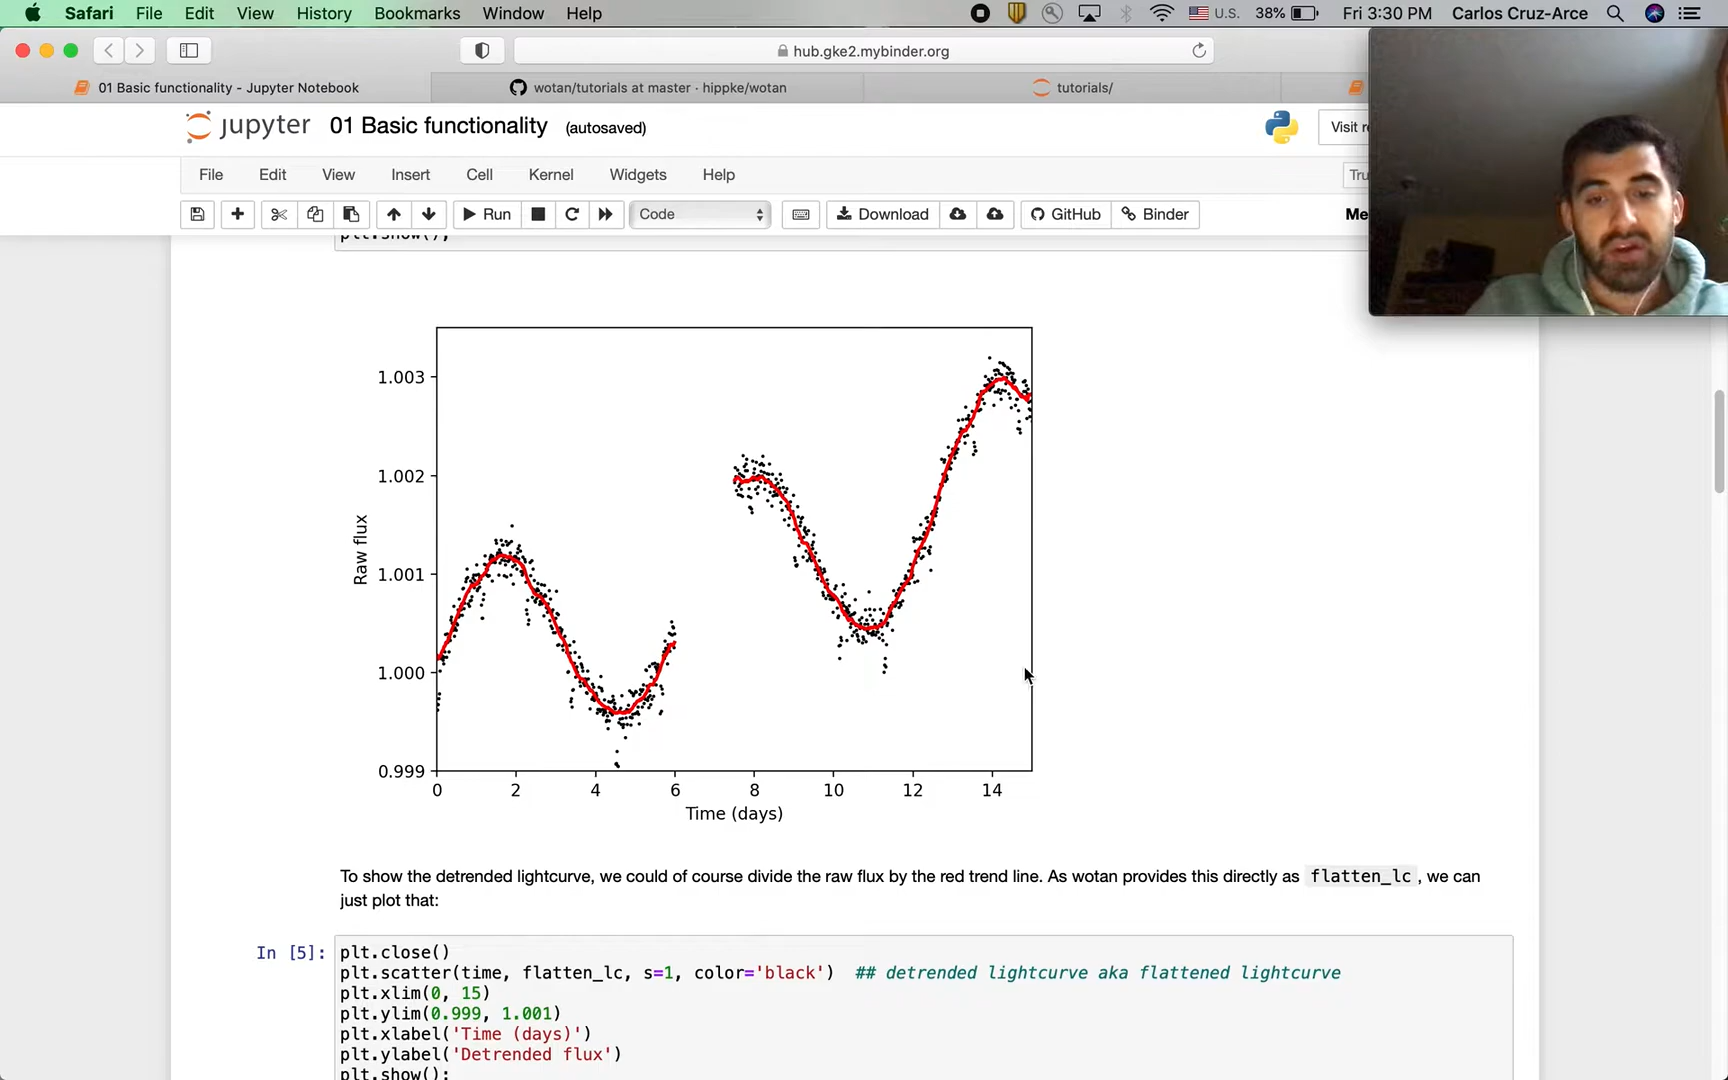 Safari File Edit View History Bookmarks Window Help U.S. 38% Fri 3:30 PM Carlos Cruz-Arce
hub.gke2.mybinder.org
01 Basic functionality - Jupyter Notebook wotan/tutorials at master · hippke/wotan tutorials/
jupyter 01 Basic functionality (autosaved) Visit re
File Edit View Insert Cell Kernel Widgets Help Tru
Run Code Download GitHub Binder Me
plt.show();
1.003
1.002
1.001
1.000
0.999
Raw flux
0 2 4 6 8 10 12 14
Time (days)
To show the detrended lightcurve, we could of course divide the raw flux by the red trend line. As wotan provides this directly as flatten_lc, we can
just plot that:
In [5]: plt.close()
plt.scatter(time, flatten_lc, s=1, color='black') ## detrended lightcurve aka flattened lightcurve
plt.xlim(0, 15)
plt.ylim(0.999, 1.001)
plt.xlabel('Time (days)')
plt.ylabel('Detrended flux')
plt.show();